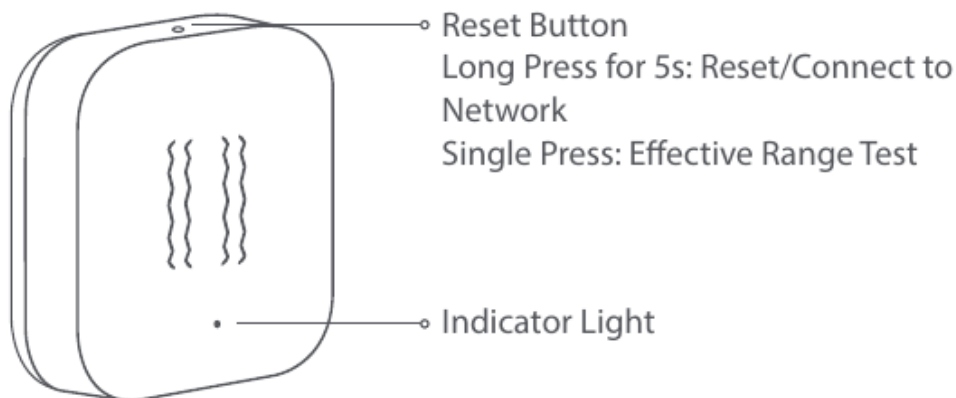 Reset Button
Long Press for 5s: Reset/Connect to
Network
Single Press: Effective Range Test
Indicator Light